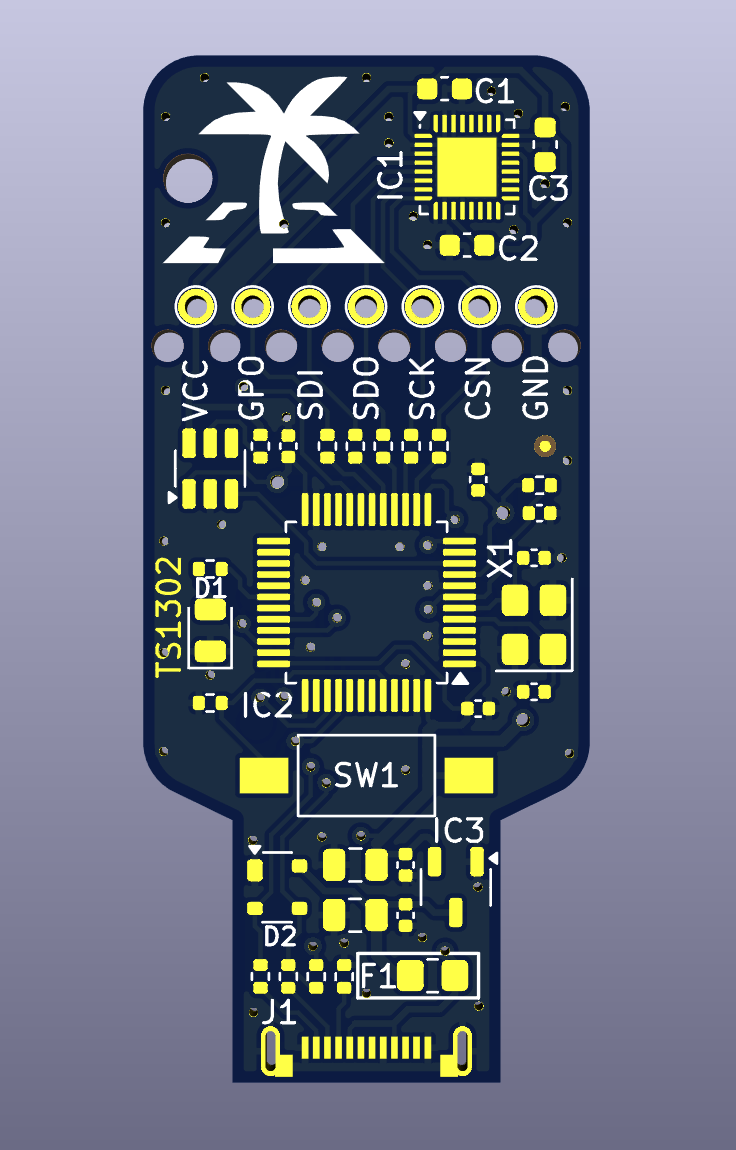 C1
IC1
C3
C2
VCC
GPO
SDI
SDO
SCK
CSN
GND
X1
TS1302
D1
IC2
SW1
IC3
D2
F1
J1